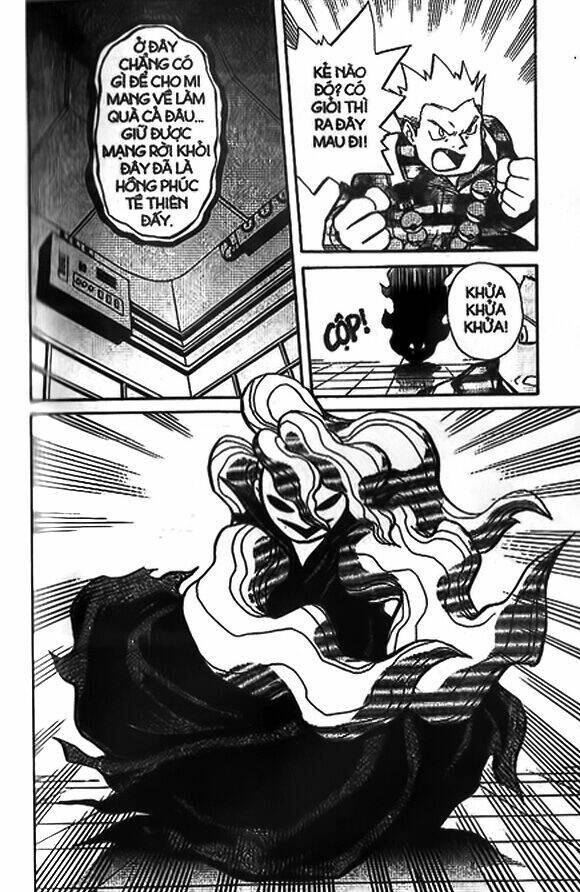 Ở ĐÂY
CHẲNG CÓ
GÌ ĐỂ CHO MI
MANG VỀ LÀM
QUÀ CẢ ĐÂU...
GIỮ ĐƯỢC
MẠNG RỜI KHỎI
ĐÂY ĐÃ LÀ
HỒNG PHÚC
TỀ THIÊN
ĐẤY.
KẺ NÀO
ĐÓ? CÓ
GIỎI THÌ
RA ĐÂY
MAU ĐI!
CỘP!
KHỬA
KHỬA
KHỬA!